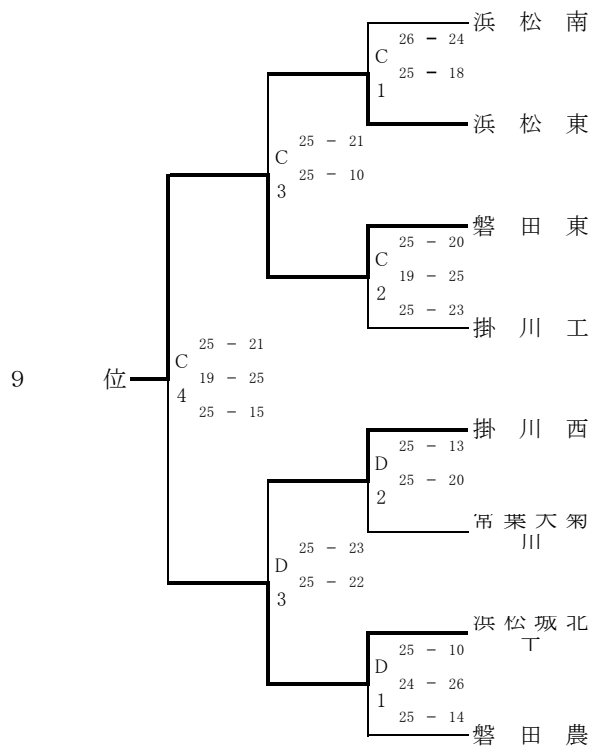 浜 松 南
26 － 24
C
25 － 18
1
浜 松 東
25 － 21
C
25 － 10
3
磐 田 東
25 － 20
C
19 － 25
2
25 － 23
掛 川 工
25 － 21
C
9 位
19 － 25
4
25 － 15
掛 川 西
25 － 13
D
25 － 20
2
常 葉 大 菊
川
25 － 23
D
25 － 22
3
浜 松 城 北
工
25 － 10
D
24 － 26
1
25 － 14
磐 田 農